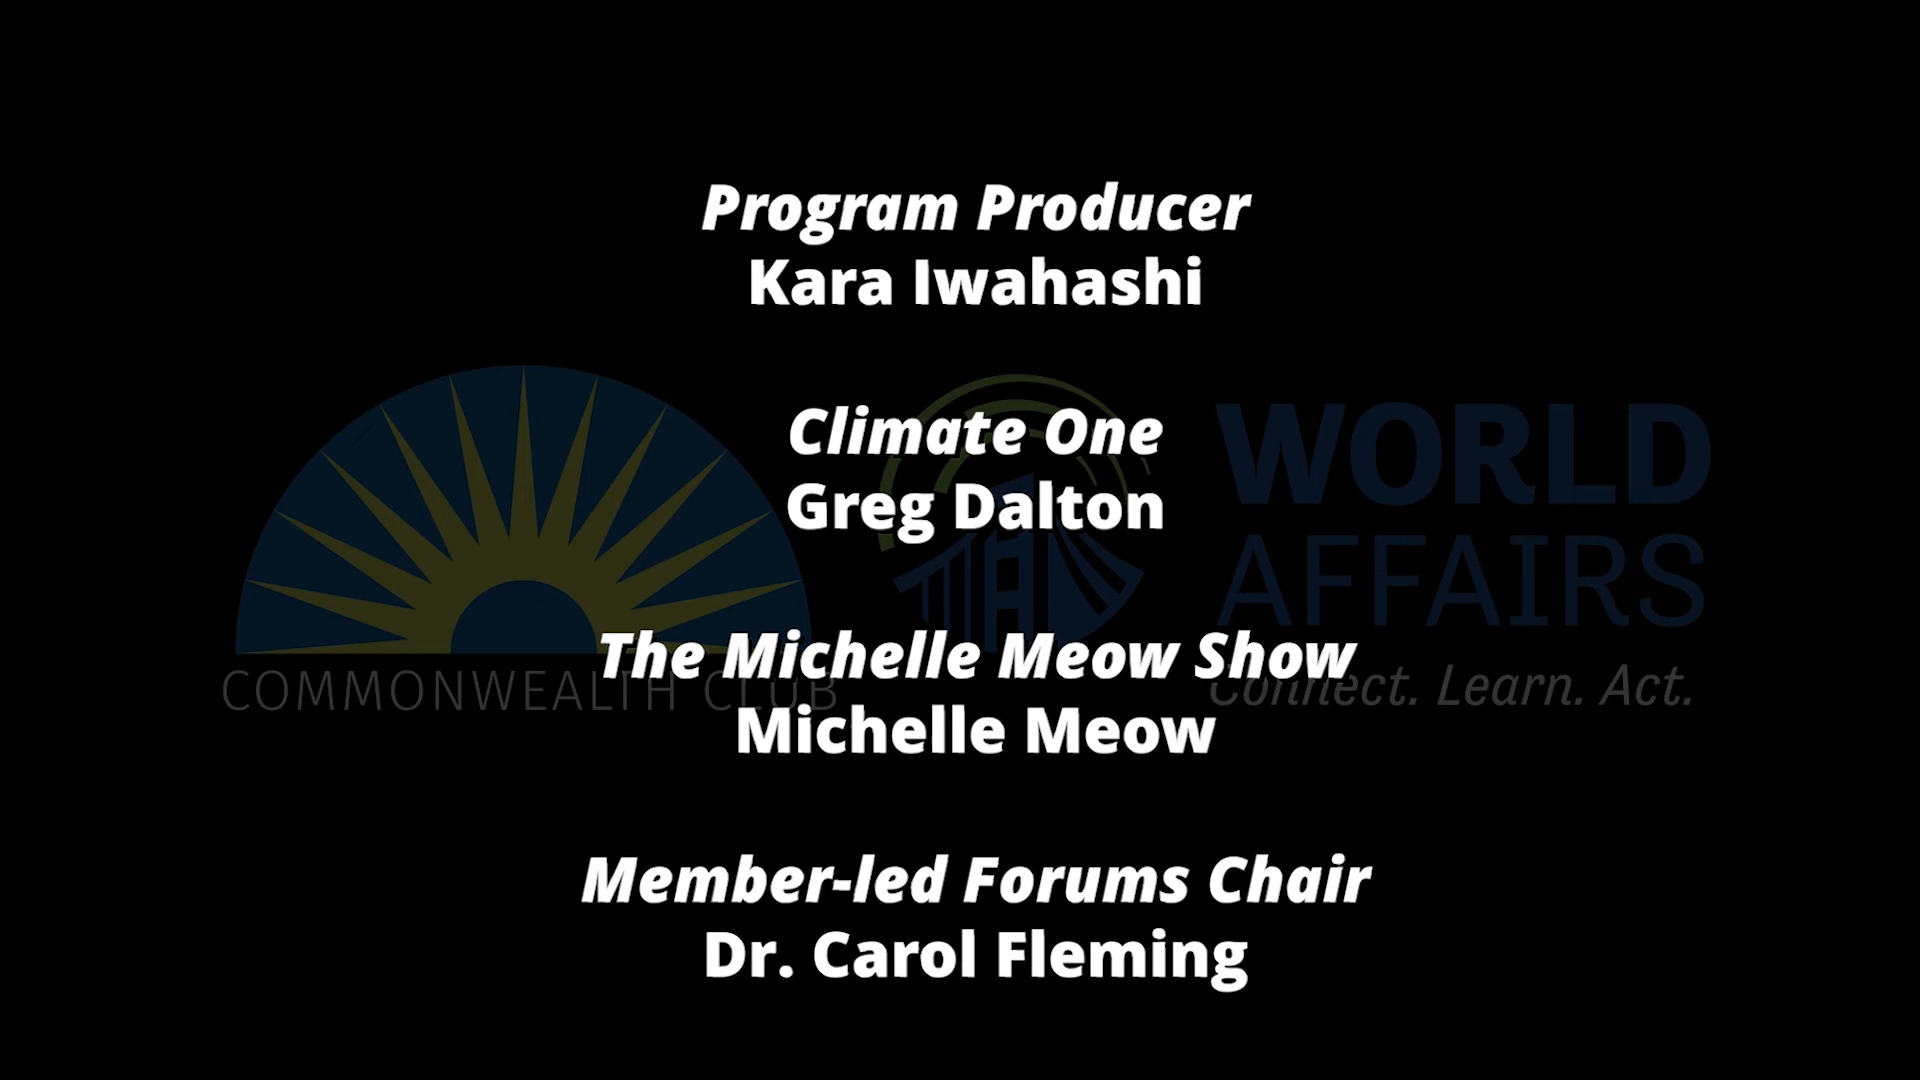 Program Producer
Kara Iwahashi
Climate One
Greg Dalton
The Michelle Meow Show
Michelle Meow
Member-led Forums Chair
Dr. Carol Fleming
COMMONWEALTH CLUB
WORLD
AFFAIRS
Connect. Learn. Act.